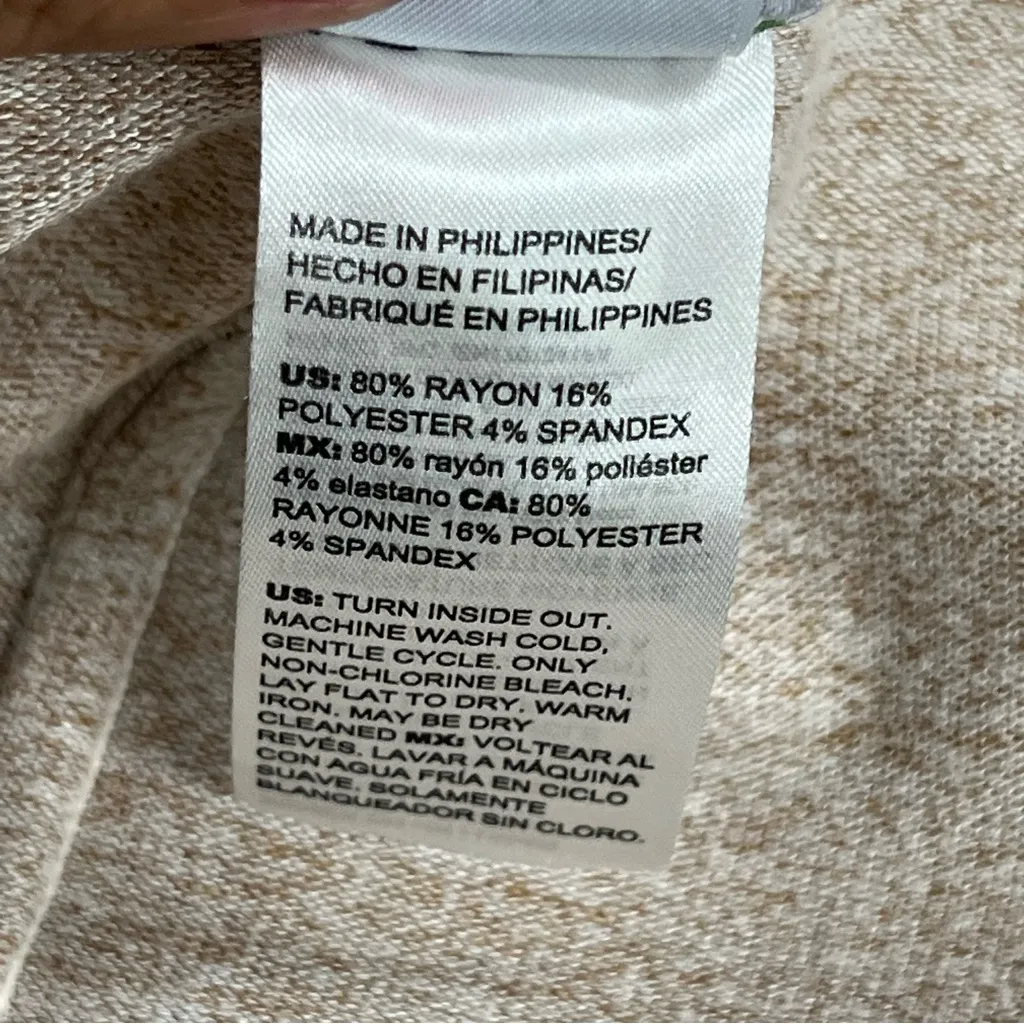 MADE IN PHILIPPINES/
HECHO EN FILIPINAS/
FABRIQUÉ EN PHILIPPINES
US: 80% RAYON 16%
POLYESTER 4% SPANDEX
MX: 80% rayón 16% poliéster
4% elastano CA: 80%
RAYONNE 16% POLYESTER
4% SPANDEX
US: TURN INSIDE OUT.
MACHINE WASH COLD,
GENTLE CYCLE. ONLY
NON-CHLORINE BLEACH.
LAY FLAT TO DRY. WARM
IRON. MAY BE DRY
CLEANED MX: VOLTEAR AL
REVÉS. LAVAR A MÁQUINA
CON AGUA FRÍA EN CICLO
SUAVE. SOLAMENTE
BLANQUEADOR SIN CLORO.